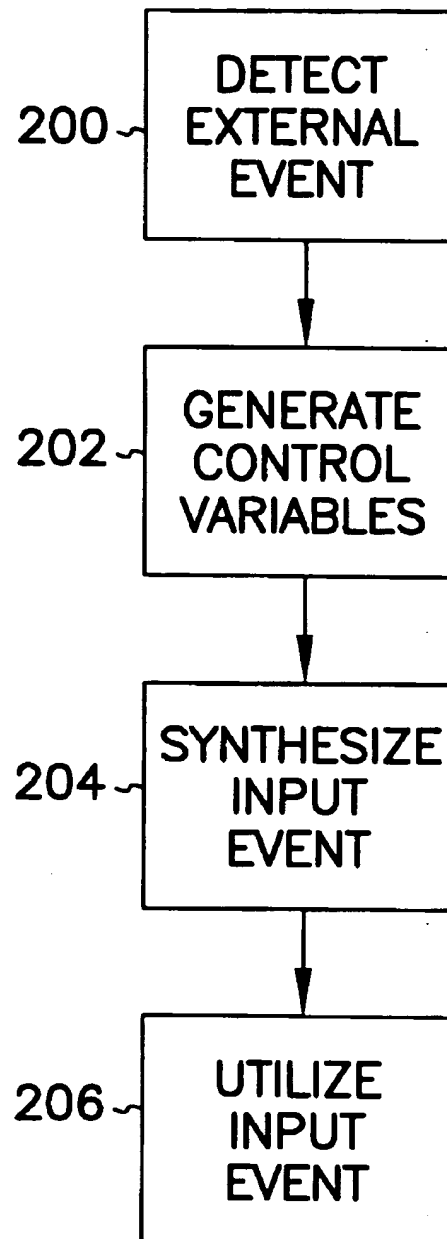 200
DETECT
EXTERNAL
EVENT
202
GENERATE
CONTROL
VARIABLES
204
SYNTHESIZE
INPUT
EVENT
206
UTILIZE
INPUT
EVENT